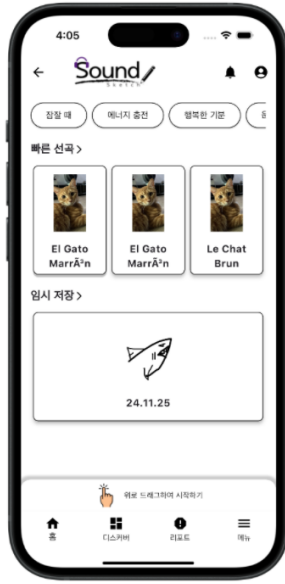 4:05
Sound
Sketch
잠잘 때
에너지 충전
행복한 기분
빠른 선곡 >
El Gato
MarrÃ³n
El Gato
MarrÃ³n
Le Chat
Brun
임시 저장 >
24.11.25
위로 드래그하여 시작하기
홈
디스커버
리포트
메뉴